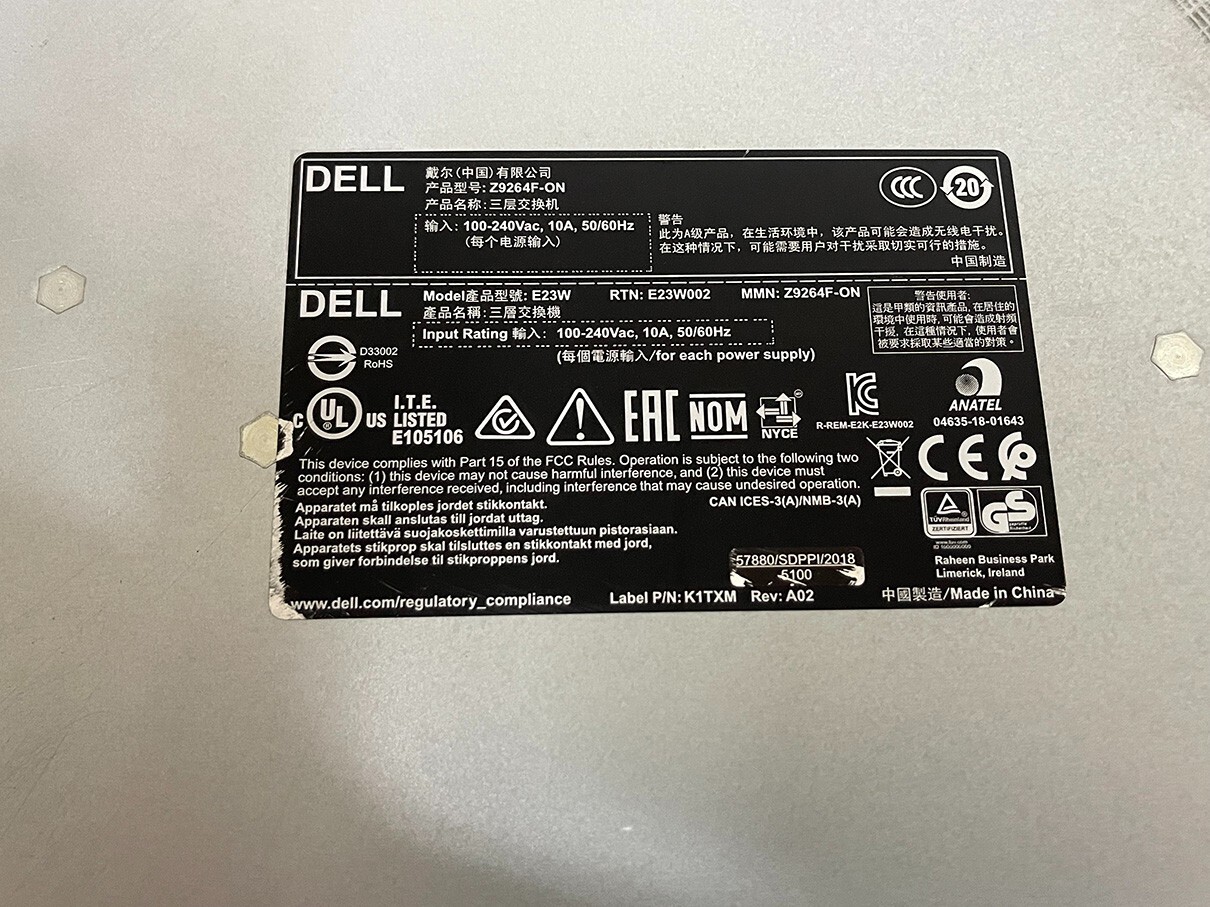 DELL
戴尔(中国)有限公司
产品型号: Z9264F-ON
产品名称: 三层交换机
输入: 100-240Vac, 10A, 50/60Hz
(每个电源输入)
CCC
20
警告
此为A级产品，在生活环境中，该产品可能会造成无线电干扰。
在这种情况下，可能需要用户对干扰采取切实可行的措施。
中国制造
DELL
Model產品型號: E23W RTN: E23W002 MMN: Z9264F-ON
產品名稱: 三層交換機
Input Rating 輸入: 100-240Vac, 10A, 50/60Hz
(每個電源輸入/for each power supply)
警告使用者:
這是甲類的資訊產品, 在居住的
環境中使用時, 可能會造成射頻
干擾, 在這種情況下, 使用者會
被要求採取某些適當的對策。
D33002
RoHS
C UL US
I.T.E.
LISTED
E105106
EAC
NOM
NYCE
R-REM-E2K-E23W002
ANATEL
04635-18-01643
CE
This device complies with Part 15 of the FCC Rules. Operation is subject to the following two
conditions: (1) this device may not cause harmful interference, and (2) this device must
accept any interference received, including interference that may cause undesired operation.
CAN ICES-3(A)/NMB-3(A)
Apparatet må tilkoples jordet stikkontakt.
Apparaten skall anslutas till jordat uttag.
Laite on liitettävä suojakoskettimilla varustettuun pistorasiaan.
Apparatets stikprop skal tilsluttes en stikkontakt med jord,
som giver forbindelse til stikproppens jord.
TÜVRheinland
ZERTIFIZIERT
GS
57880/SDPPI/2018
5100
Raheen Business Park
Limerick, Ireland
www.dell.com/regulatory_compliance
Label P/N: K1TXM Rev: A02
中國製造/Made in China